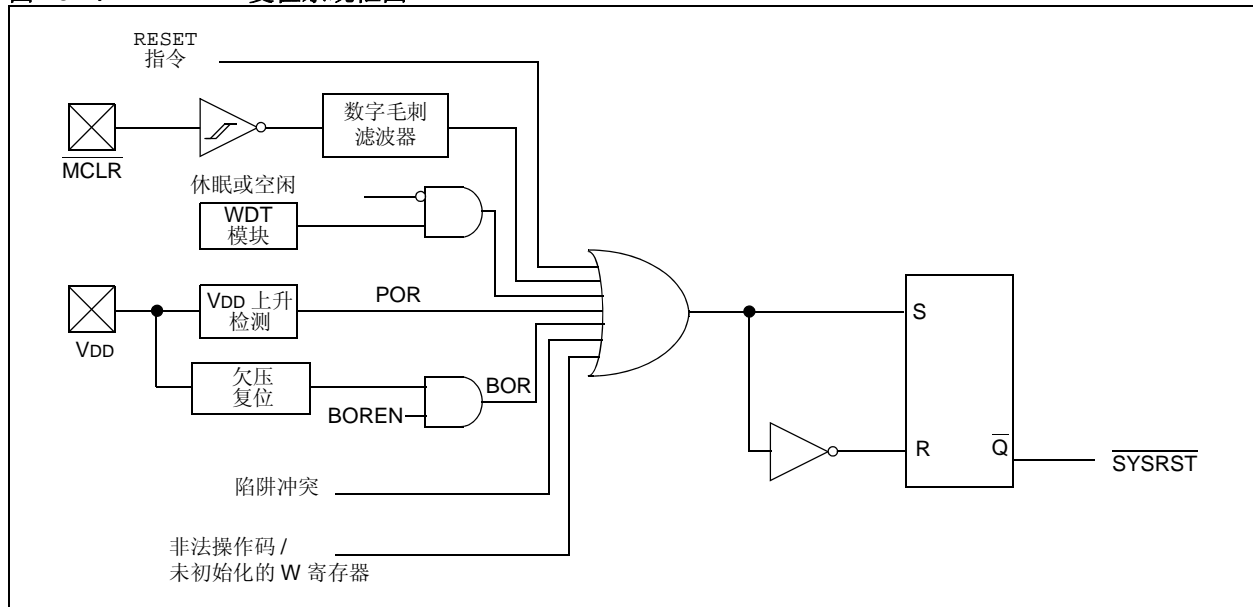 RESET
指令
数字毛刺
滤波器
MCLR
休眠或空闲
WDT
模块
VDD 上升
检测
POR
VDD
欠压
复位
BOR
BOREN
陷阱冲突
非法操作码 /
未初始化的 W 寄存器
S
R
Q
SYSRST